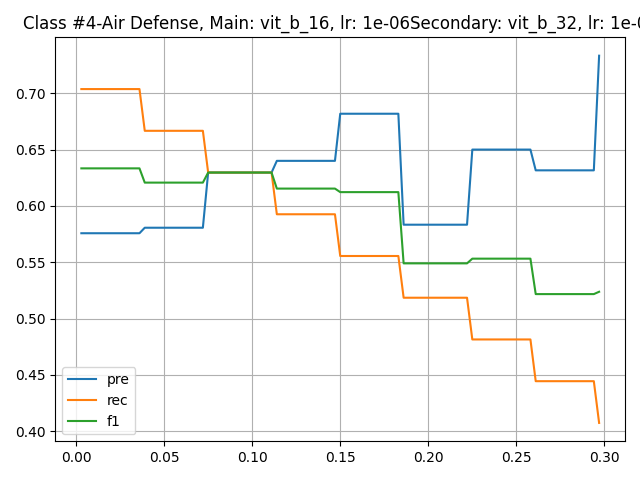 Class #4-Air Defense, Main: vit_b_16, lr: 1e-06Secondary: vit_b_32, lr: 1e-0
0.70
0.65
0.60
0.55
0.50
0.45
0.40
pre
rec
f1
0.00 0.05 0.10 0.15 0.20 0.25 0.30